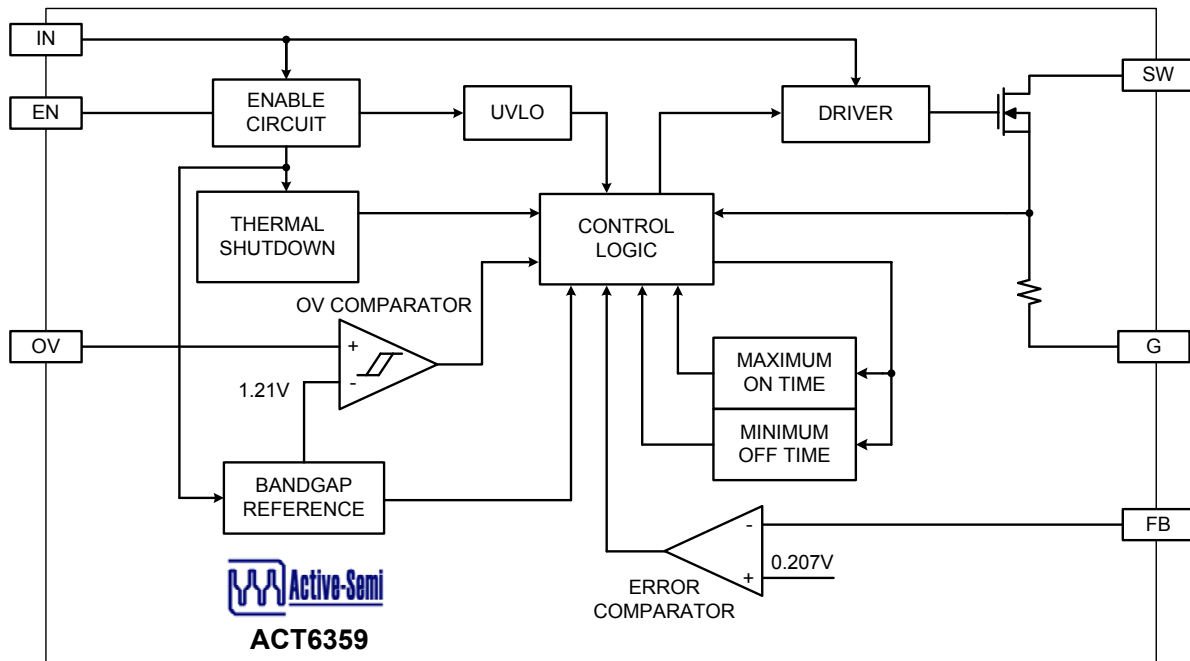 IN
SW
EN
ENABLE
CIRCUIT
UVLO
DRIVER
THERMAL
SHUTDOWN
CONTROL
LOGIC
OV COMPARATOR
OV
+
-
1.21V
MAXIMUM
ON TIME
G
MINIMUM
OFF TIME
BANDGAP
REFERENCE
-
FB
0.207V
+
ERROR
COMPARATOR
Active-Semi
ACT6359